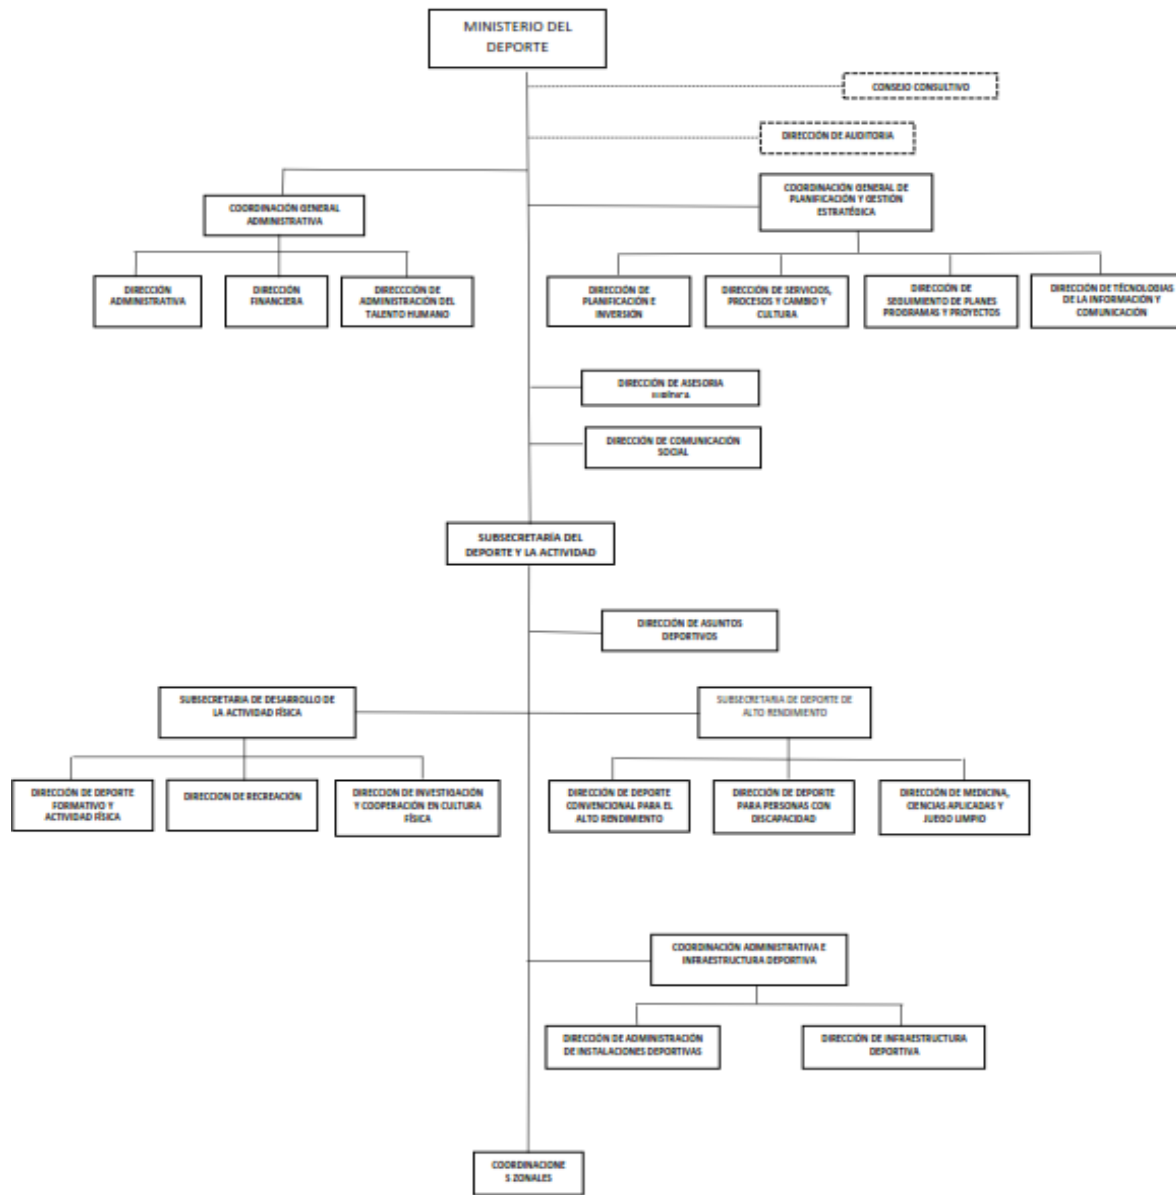 MINISTERIO DEL
DEPORTE
CONSEJO CONSULTIVO
DIRECCIÓN DE AUDITORIA
COORDINACIÓN GENERAL
ADMINISTRATIVA
COORDINACIÓN GENERAL DE
PLANIFICACIÓN Y GESTIÓN
ESTRATÉGICA
DIRECCIÓN
ADMINISTRATIVA
DIRECCIÓN
FINANCIERA
DIRECCCIÓN DE
ADMINISTRACIÓN DEL
TALENTO HUMANO
DIRECCIÓN DE
PLANIFICACIÓN E
INVERSIÓN
DIRECCIÓN DE SERVICIOS,
PROCESOS Y CAMBIO Y
CULTURA
DIRECCIÓN DE
SEGUIMIENTO DE PLANES
PROGRAMAS Y PROYECTOS
DIRECCIÓN DE TÉCNOLOGIAS
DE LA INFORMACIÓN Y
COMUNICACIÓN
DIRECCIÓN DE ASESORIA
DIRECCIÓN DE COMUNICACIÓN
SOCIAL
SUBSECRETARÍA DEL
DEPORTE Y LA ACTIVIDAD
DIRECCIÓN DE ASUNTOS
DEPORTIVOS
SUBSECRETARIA DE DESARROLLO DE
LA ACTIVIDAD FÍSICA
SUBSECRETARIA DE DEPORTE DE
ALTO RENDIMIENTO
DIRECCIÓN DE DEPORTE
FORMATIVO Y
ACTIVIDAD FÍSICA
DIRECCION DE RECREACIÓN
DIRECCION DE INVESTIGACIÓN
Y COOPERACIÓN EN CULTURA
FÍSICA
DIRECCIÓN DE DEPORTE
CONVENCIONAL PARA EL
ALTO RENDIMIENTO
DIRECCIÓN DE DEPORTE
PARA PERSONAS CON
DISCAPACIDAD
DIRECCIÓN DE MEDICINA,
CIENCIAS APLICADAS Y
JUEGO LIMPIO
COORDINACIÓN ADMINISTRATIVA E
INFRAESTRUCTURA DEPORTIVA
DIRECCIÓN DE ADMINISTRACIÓN
DE INSTALACIONES DEPORTIVAS
DIRECCIÓN DE INFRAESTRUCTURA
DEPORTIVA
COORDINACIONE
S ZONALES